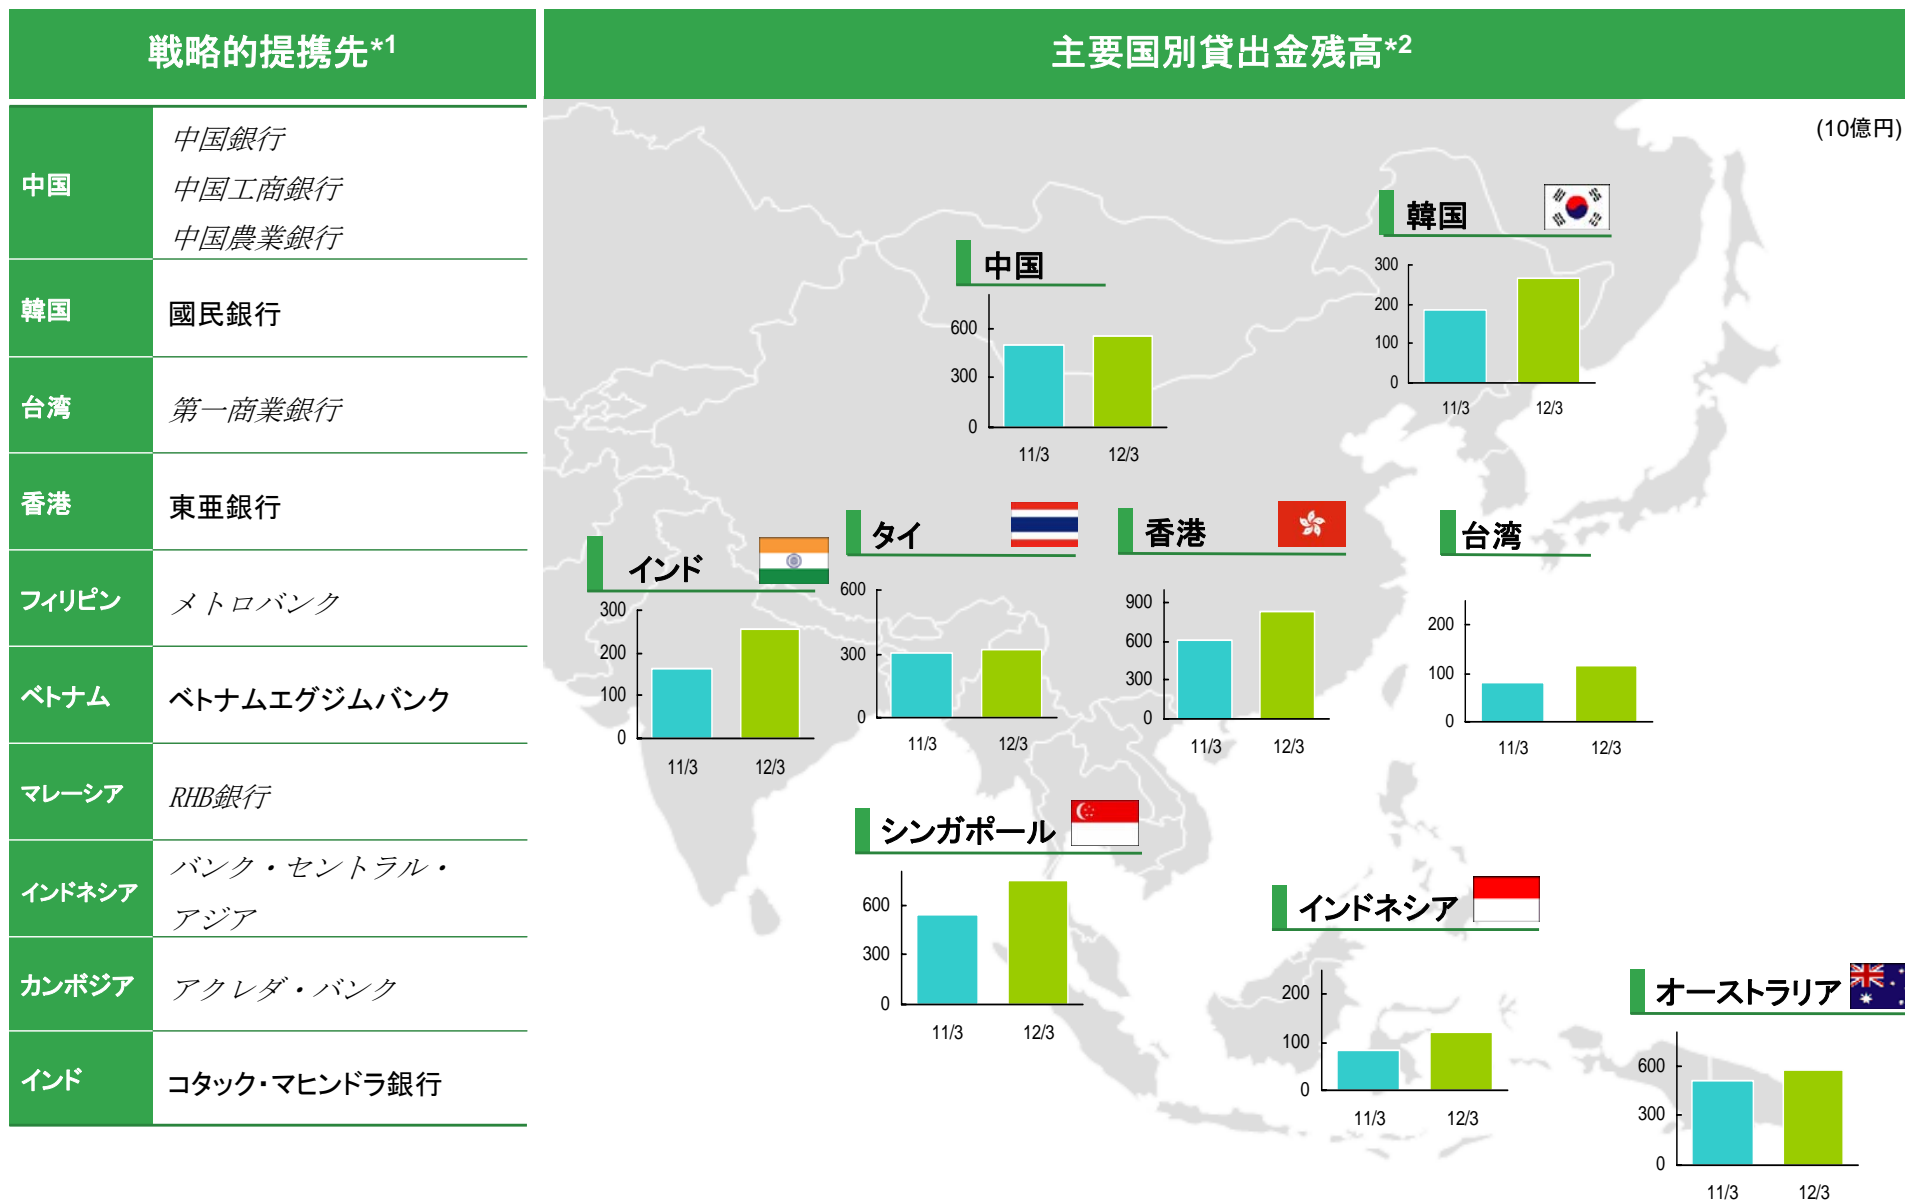 戦略的提携先*1
中国
中国銀行
中国工商銀行
中国農業銀行
韓国
國民銀行
台湾
第一商業銀行
香港
東亜銀行
フィリピン
メトロバンク
ベトナム
ベトナムエグジムバンク
マレーシア
RHB銀行
インドネシア
バンク・セントラル・
アジア
カンボジア
アクレダ・バンク
インド
コタック・マヒンドラ銀行
主要国別貸出金残高*2
(10億円)
韓国
300
200
100
0
11/3 12/3
中国
600
300
0
11/3 12/3
インド
300
200
100
0
11/3 12/3
タイ
600
300
0
11/3 12/3
香港
900
600
300
0
11/3 12/3
台湾
200
100
0
11/3 12/3
シンガポール
600
300
0
11/3 12/3
インドネシア
200
100
0
11/3 12/3
オーストラリア
600
300
0
11/3 12/3